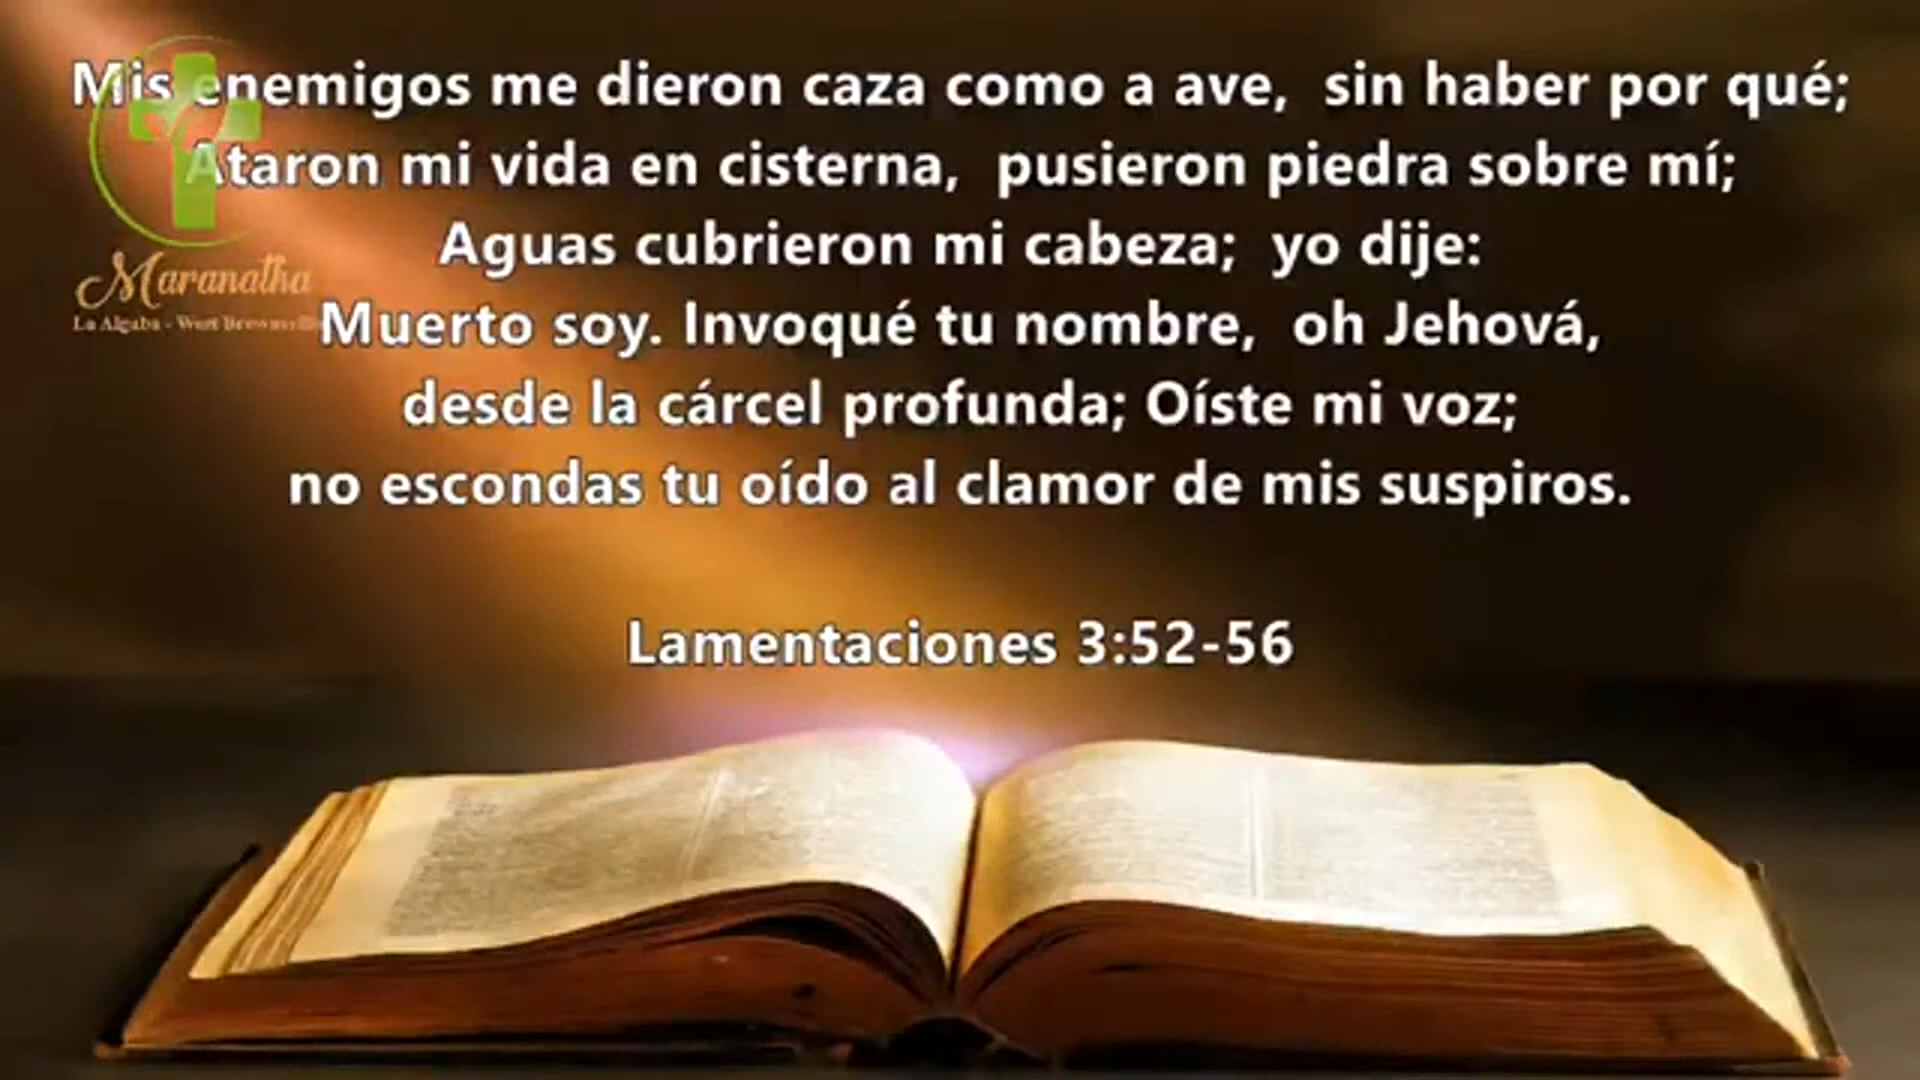 Mis enemigos me dieron caza como a ave, sin haber por qué;
Ataron mi vida en cisterna, pusieron piedra sobre mí;
Aguas cubrieron mi cabeza; yo dije:
Muerto soy. Invoqué tu nombre, oh Jehová,
desde la cárcel profunda; Oíste mi voz;
no escondas tu oído al clamor de mis suspiros.
Lamentaciones 3:52-56
Maranatha
La Algaba - West